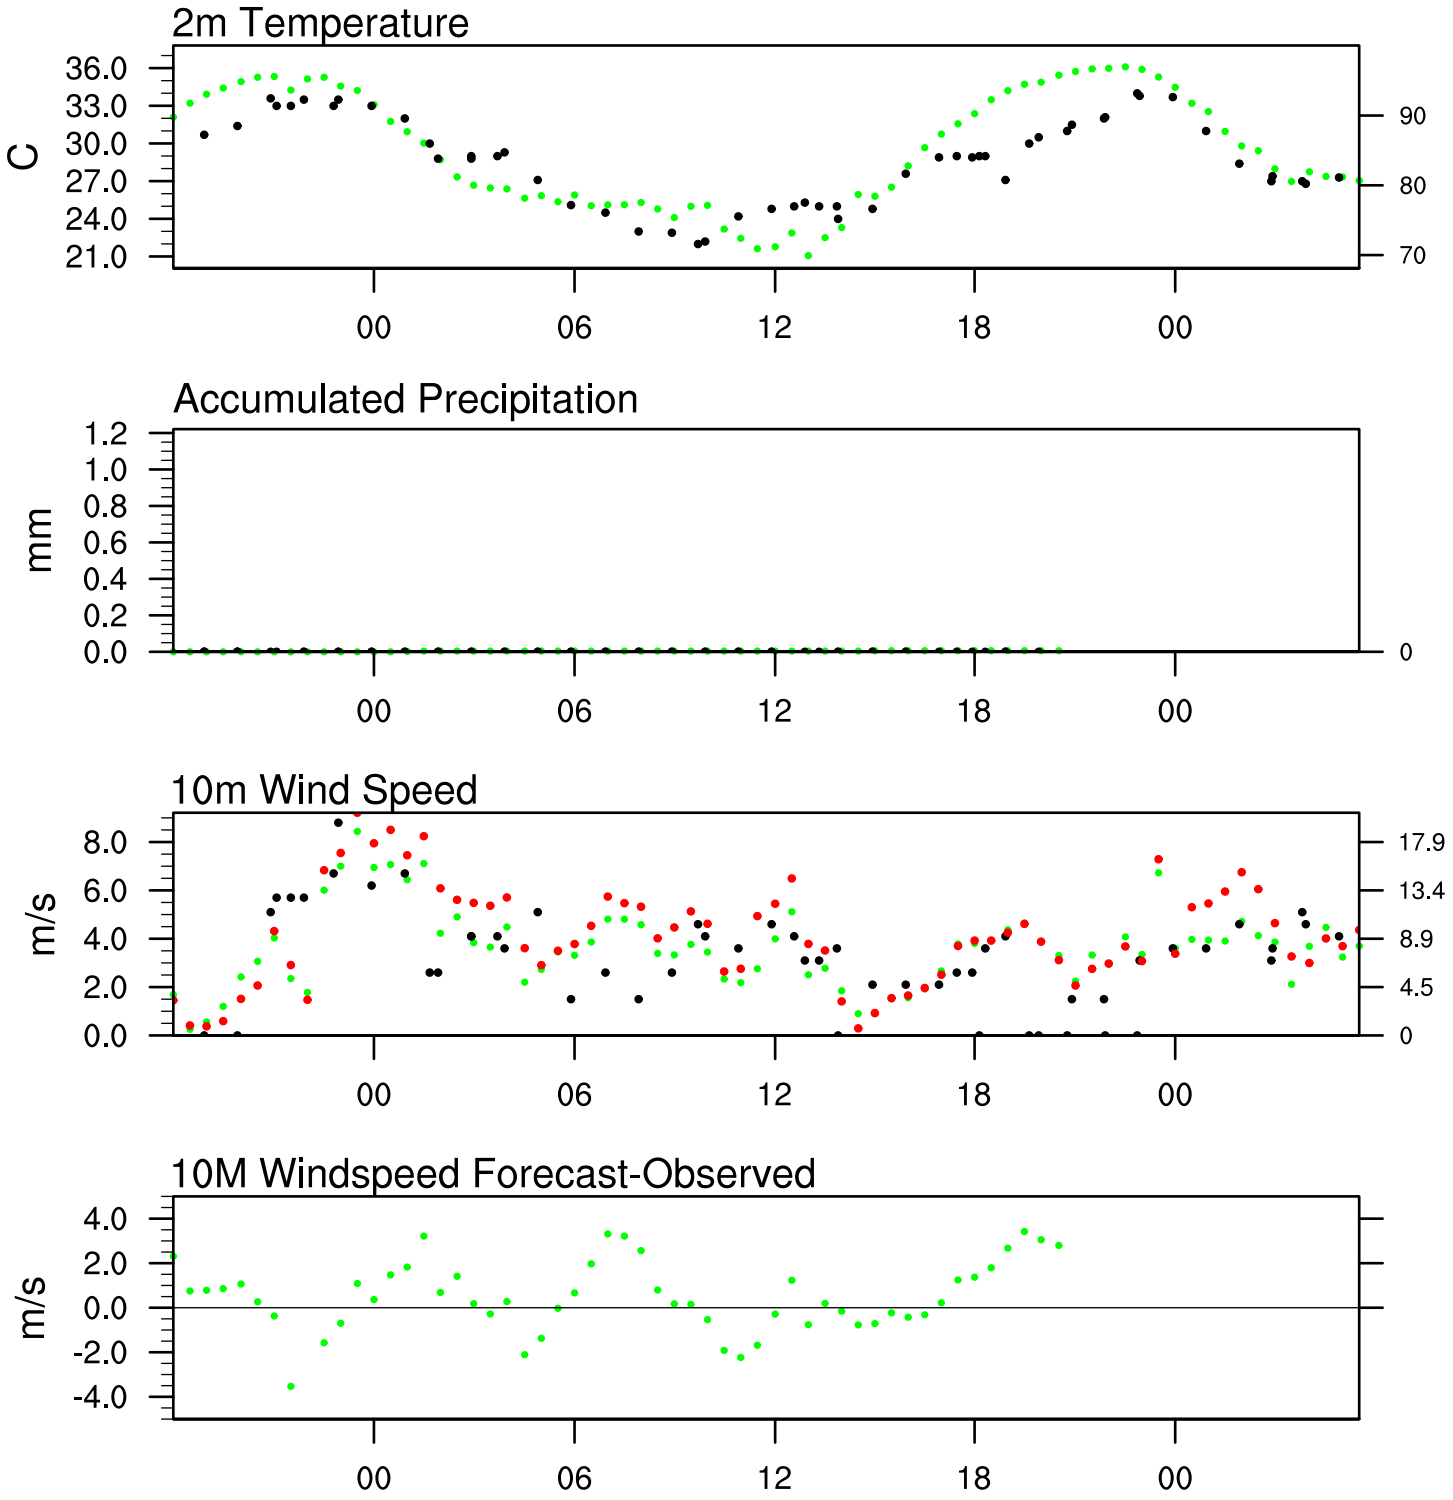 2m Temperature
36.0
33.0
30.0
27.0
24.0
21.0
C
90
80
70
00 06 12 18 00
Accumulated Precipitation
1.2
1.0
0.8
0.6
0.4
0.2
0.0
mm
0
00 06 12 18 00
10m Wind Speed
8.0
6.0
4.0
2.0
0.0
m/s
17.9
13.4
8.9
4.5
0
00 06 12 18 00
10M Windspeed Forecast-Observed
4.0
2.0
0.0
-2.0
-4.0
m/s
00 06 12 18 00